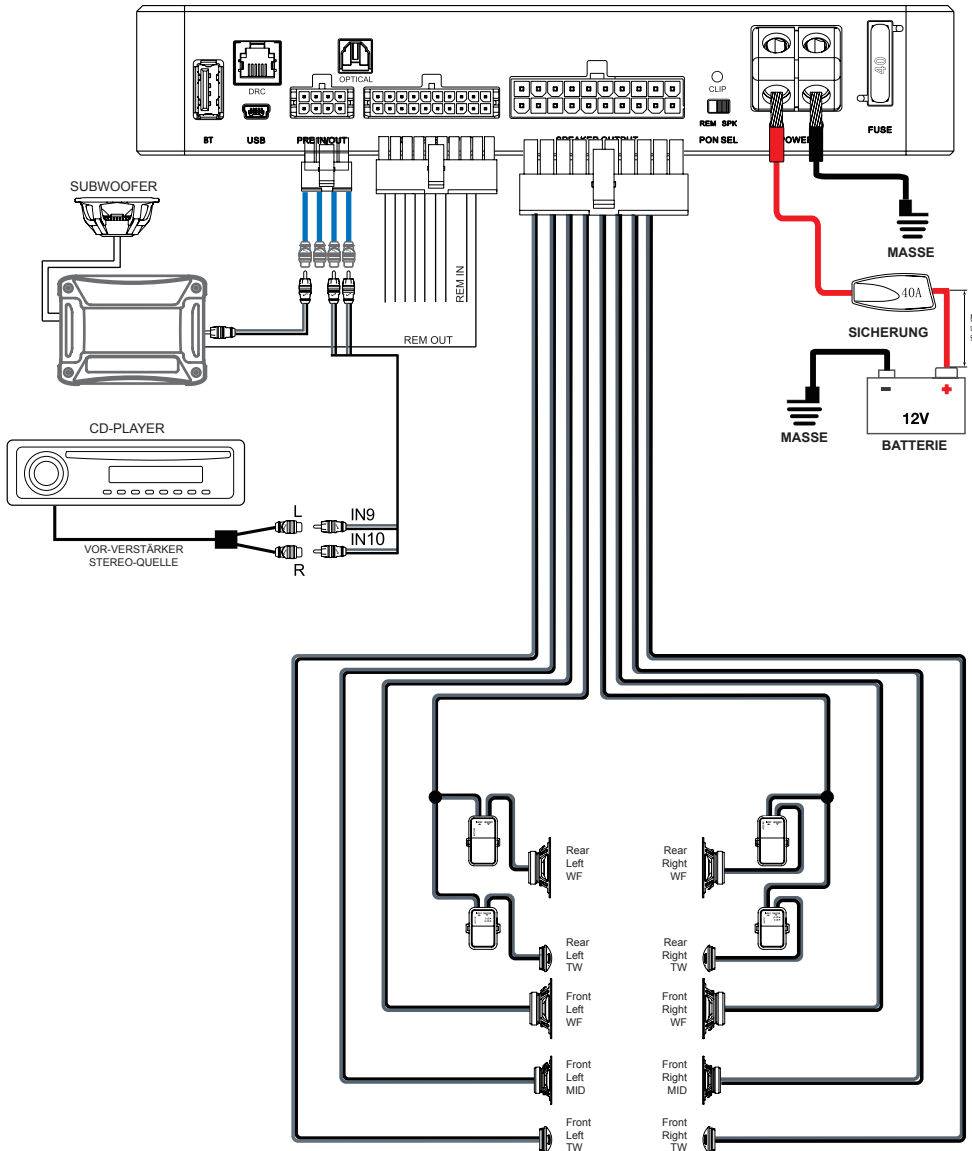 OPTICAL
DRC
40
CLIP
REM SPK
BT
USB
PRE IN/OUT
SPEAKER OUTPUT
PON SEL
POWER
FUSE
SUBWOOFER
MASSE
REM IN
40A
SICHERUNG
REM OUT
- +
12V
MASSE
BATTERIE
CD-PLAYER
L
IN9
IN10
R
VOR-VERSTÄRKER
STEREO-QUELLE
Rear
Left
WF
Rear
Right
WF
Rear
Left
TW
Rear
Right
TW
Front
Left
WF
Front
Right
WF
Front
Left
MID
Front
Right
MID
Front
Left
TW
Front
Right
TW